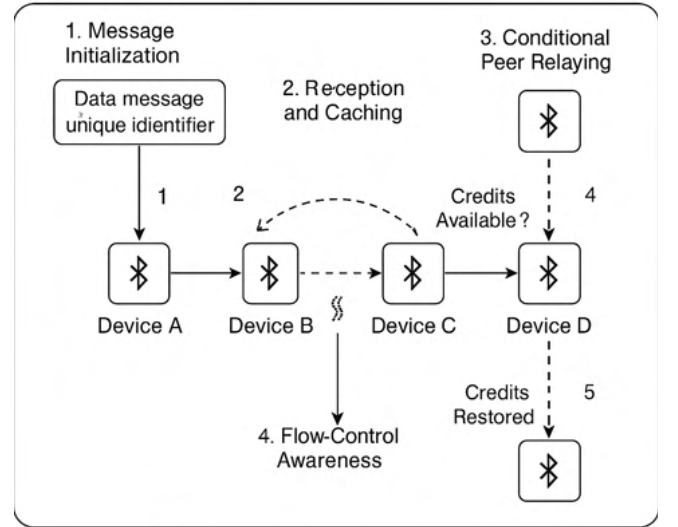 1. Message
Initialization
Data message
unique idientifier
2. Reception
and Caching
3. Conditional
Peer Relaying
1
2
Credits
Available?
4
Device A
Device B
Device C
Device D
4. Flow-Control
Awareness
Credits
Restored
5